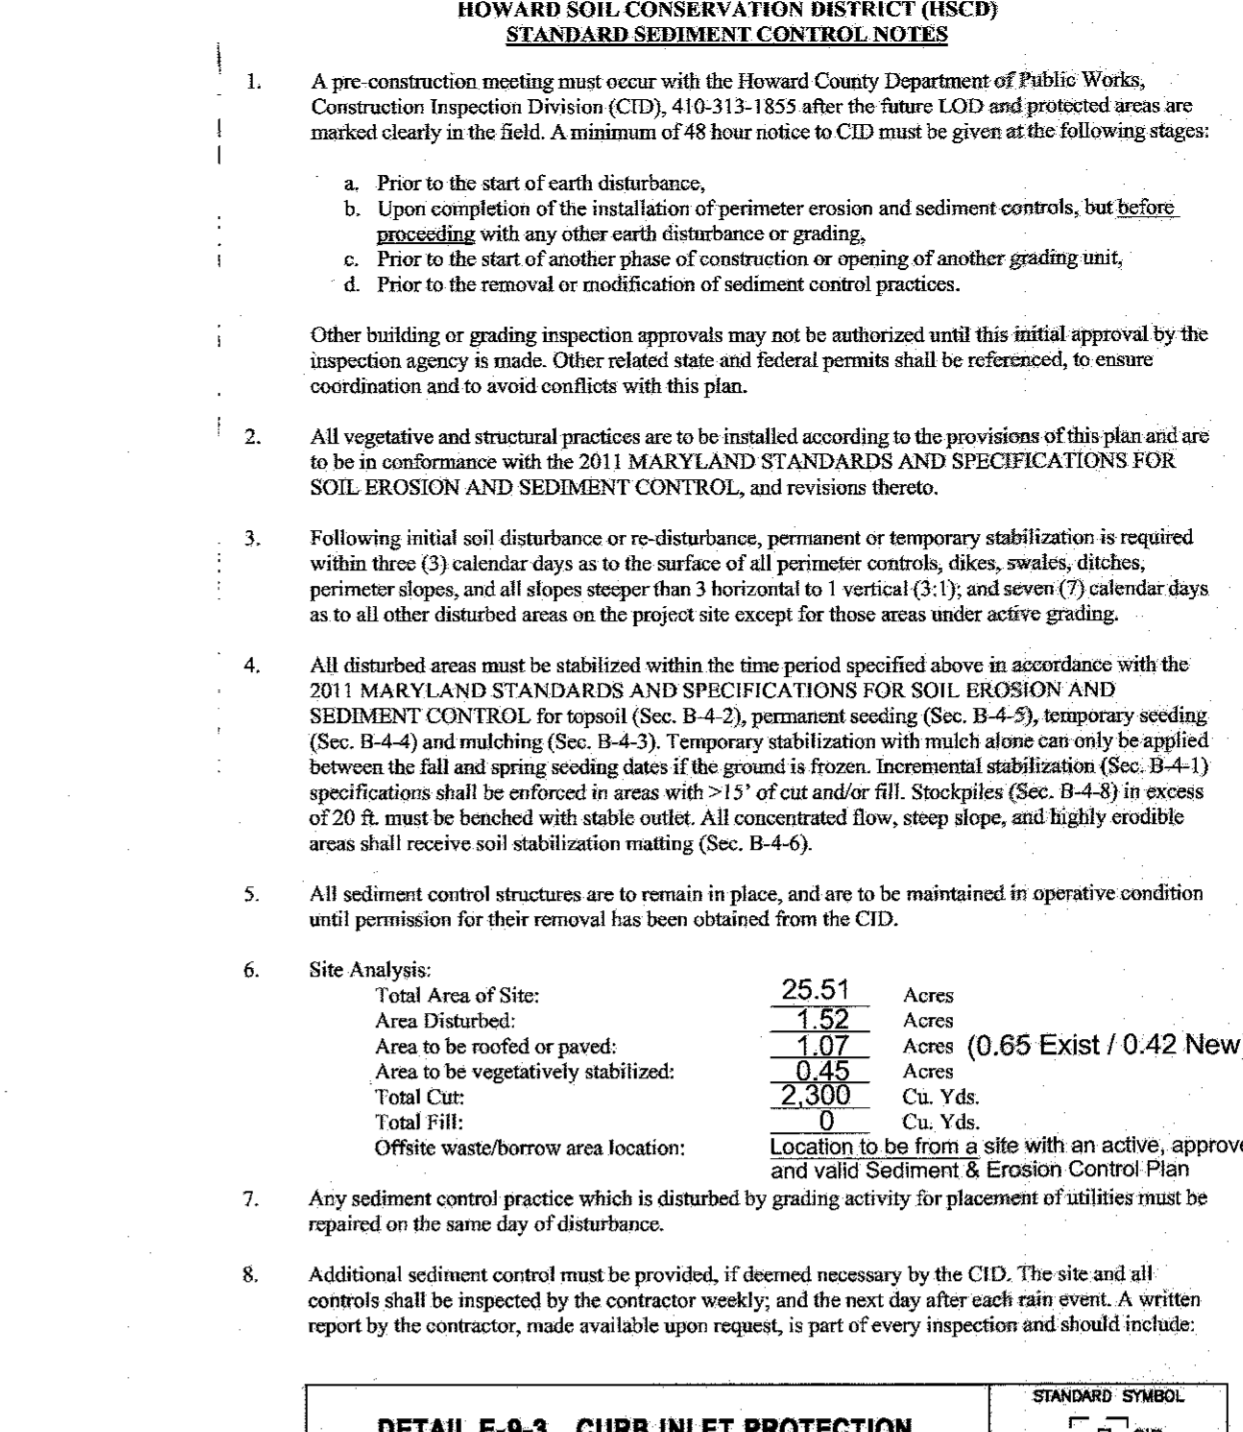 HOWARD SOIL CONSERVATION DISTRICT (HSCD)
STANDARD SEDIMENT CONTROL NOTES
1. A pre-construction meeting must occur with the Howard County Department of Public Works,
Construction Inspection Division (CID), 410-313-1855 after the future LOD and protected areas are
marked clearly in the field. A minimum of 48 hour notice to CID must be given at the following stages:
a. Prior to the start of earth disturbance,
b. Upon completion of the installation of perimeter erosion and sediment controls, but before
proceeding with any other earth disturbance or grading,
c. Prior to the start of another phase of construction or opening of another grading unit,
d. Prior to the removal or modification of sediment control practices.
Other building or grading inspection approvals may not be authorized until this initial approval by the
inspection agency is made. Other related state and federal permits shall be referenced, to ensure
coordination and to avoid conflicts with this plan.
2. All vegetative and structural practices are to be installed according to the provisions of this plan and are
to be in conformance with the 2011 MARYLAND STANDARDS AND SPECIFICATIONS FOR
SOIL EROSION AND SEDIMENT CONTROL, and revisions thereto.
3. Following initial soil disturbance or re-disturbance, permanent or temporary stabilization is required
within three (3) calendar days as to the surface of all perimeter controls, dikes, swales, ditches,
perimeter slopes, and all slopes steeper than 3 horizontal to 1 vertical (3:1); and seven (7) calendar days
as to all other disturbed areas on the project site except for those areas under active grading.
4. All disturbed areas must be stabilized within the time period specified above in accordance with the
2011 MARYLAND STANDARDS AND SPECIFICATIONS FOR SOIL EROSION AND
SEDIMENT CONTROL for topsoil (Sec. B-4-2), permanent seeding (Sec. B-4-5), temporary seeding
(Sec. B-4-4) and mulching (Sec. B-4-3). Temporary stabilization with mulch alone can only be applied
between the fall and spring seeding dates if the ground is frozen. Incremental stabilization (Sec. B-4-1)
specifications shall be enforced in areas with >15' of cut and/or fill. Stockpiles (Sec. B-4-8) in excess
of 20 ft. must be benched with stable outlet. All concentrated flow, steep slope, and highly erodible
areas shall receive soil stabilization matting (Sec. B-4-6).
5. All sediment control structures are to remain in place, and are to be maintained in operative condition
until permission for their removal has been obtained from the CID.
6. Site Analysis:
Total Area of Site: 25.51 Acres
Area Disturbed: 1.52 Acres
Area to be roofed or paved: 1.07 Acres (0.65 Exist / 0.42 New
Area to be vegetatively stabilized: 0.45 Acres
Total Cut: 2,300 Cu. Yds.
Total Fill: 0 Cu. Yds.
Offsite waste/borrow area location: Location to be from a site with an active, approve
and valid Sediment & Erosion Control Plan
7. Any sediment control practice which is disturbed by grading activity for placement of utilities must be
repaired on the same day of disturbance.
8. Additional sediment control must be provided, if deemed necessary by the CID. The site and all
controls shall be inspected by the contractor weekly; and the next day after each rain event. A written
report by the contractor, made available upon request, is part of every inspection and should include:
STANDARD SYMBOL
DETAIL E-9-3 CURB INLET PROTECTION